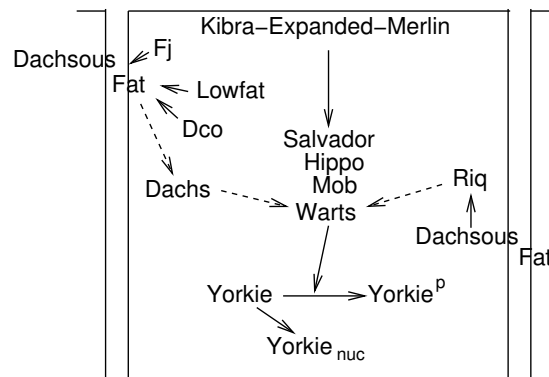 Kibra–Expanded–Merlin
Fj
Dachsous
Fat
Lowfat
Dco
Salvador
Hippo
Mob
Warts
Dachs
Riq
Dachsous
Fat
Yorkie
Yorkie p
Yorkie nuc